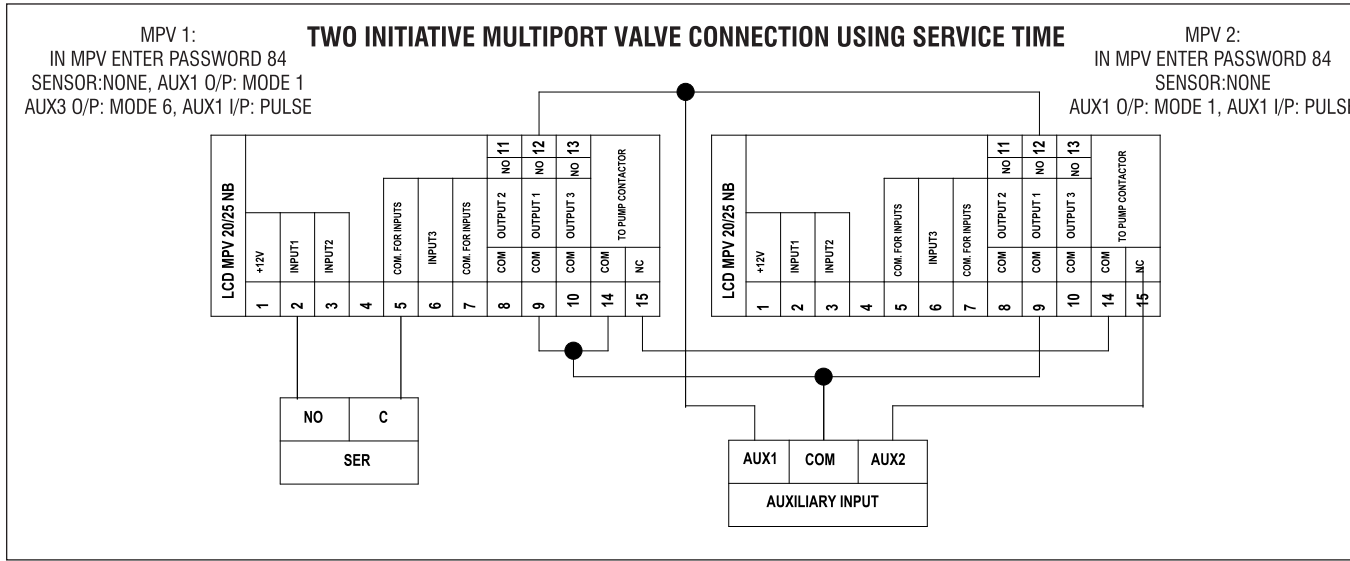 TWO INITIATIVE MULTIPORT VALVE CONNECTION USING SERVICE TIME
MPV 1:
IN MPV ENTER PASSWORD 84
SENSOR:NONE, AUX1 O/P: MODE 1
AUX3 O/P: MODE 6, AUX1 I/P: PULSE
MPV 2:
IN MPV ENTER PASSWORD 84
SENSOR:NONE
AUX1 O/P: MODE 1, AUX1 I/P: PULSE
LCD MPV 20/25 NB
+12V
INPUT1
INPUT2
COM. FOR INPUTS
INPUT3
COM. FOR INPUTS
NO 11
NO 12
NO 13
OUTPUT 2
OUTPUT 1
OUTPUT 3
TO PUMP CONTACTOR
COM
COM
COM
COM
NC
1 2 3 4 5 6 7 8 9 10 14 15
LCD MPV 20/25 NB
+12V
INPUT1
INPUT2
COM. FOR INPUTS
INPUT3
COM. FOR INPUTS
NO 11
NO 12
NO 13
OUTPUT 2
OUTPUT 1
OUTPUT 3
TO PUMP CONTACTOR
COM
COM
COM
COM
NC
1 2 3 4 5 6 7 8 9 10 14 15
NO C
SER
AUX1 COM AUX2
AUXILIARY INPUT